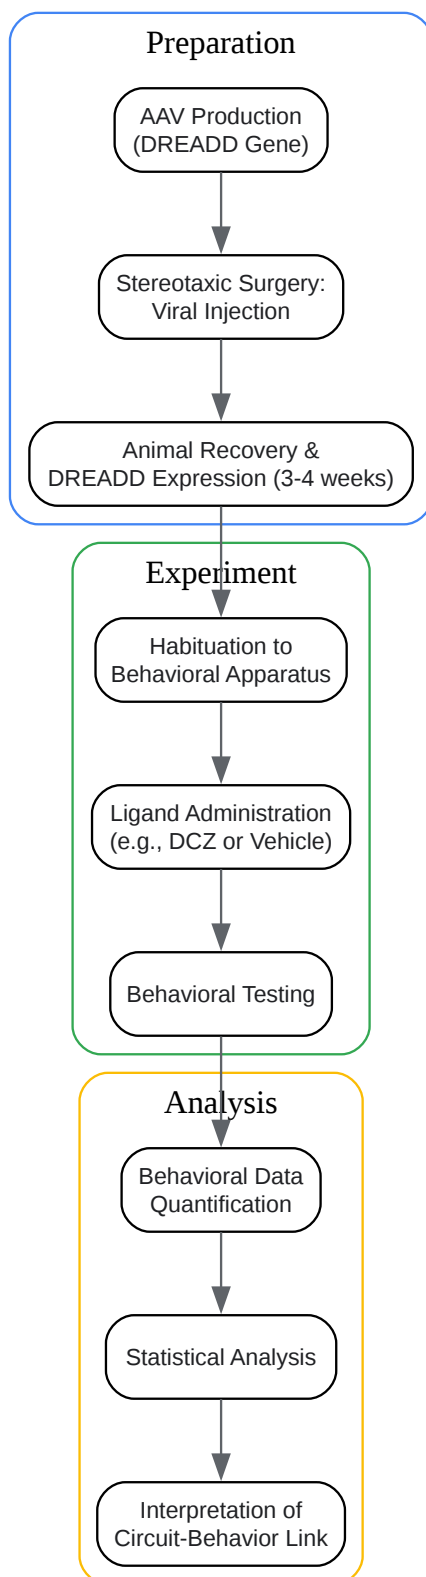 Preparation
AAV Production
(DREADD Gene)
Stereotaxic Surgery:
Viral Injection
Animal Recovery &
DREADD Expression (3-4 weeks)
Experiment
Habituation to
Behavioral Apparatus
Ligand Administration
(e.g., DCZ or Vehicle)
Behavioral Testing
Analysis
Behavioral Data
Quantification
Statistical Analysis
Interpretation of
Circuit-Behavior Link